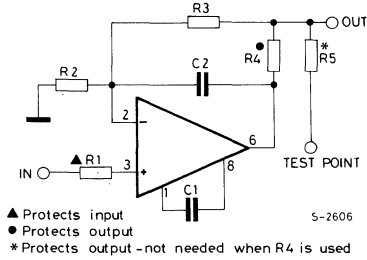 R3
OUT
R4
* R5
C2
R2
2
6
TEST POINT
IN
▲ R1
3
8
1
C1
S-2606
▲ Protects input
● Protects output
* Protects output - not needed when R4 is used